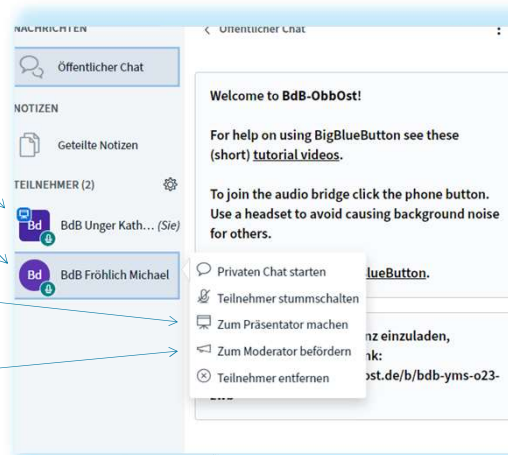 NACHRICHTEN
Öffentlicher Chat
NOTIZEN
Geteilte Notizen
TEILNEHMER (2)
Bd
BdB Unger Kath... (Sie)
Bd
BdB Fröhlich Michael
Öffentlicher Chat
Welcome to BdB-ObbOst!
For help on using BigBlueButton see these
(short) tutorial videos.
To join the audio bridge click the phone button.
Use a headset to avoid causing background noise
for others.
lueButton.
nz einzuladen,
nk:
ost.de/b/bdb-yms-o23-
Privaten Chat starten
Teilnehmer stummschalten
Zum Präsentator machen
Zum Moderator befördern
Teilnehmer entfernen